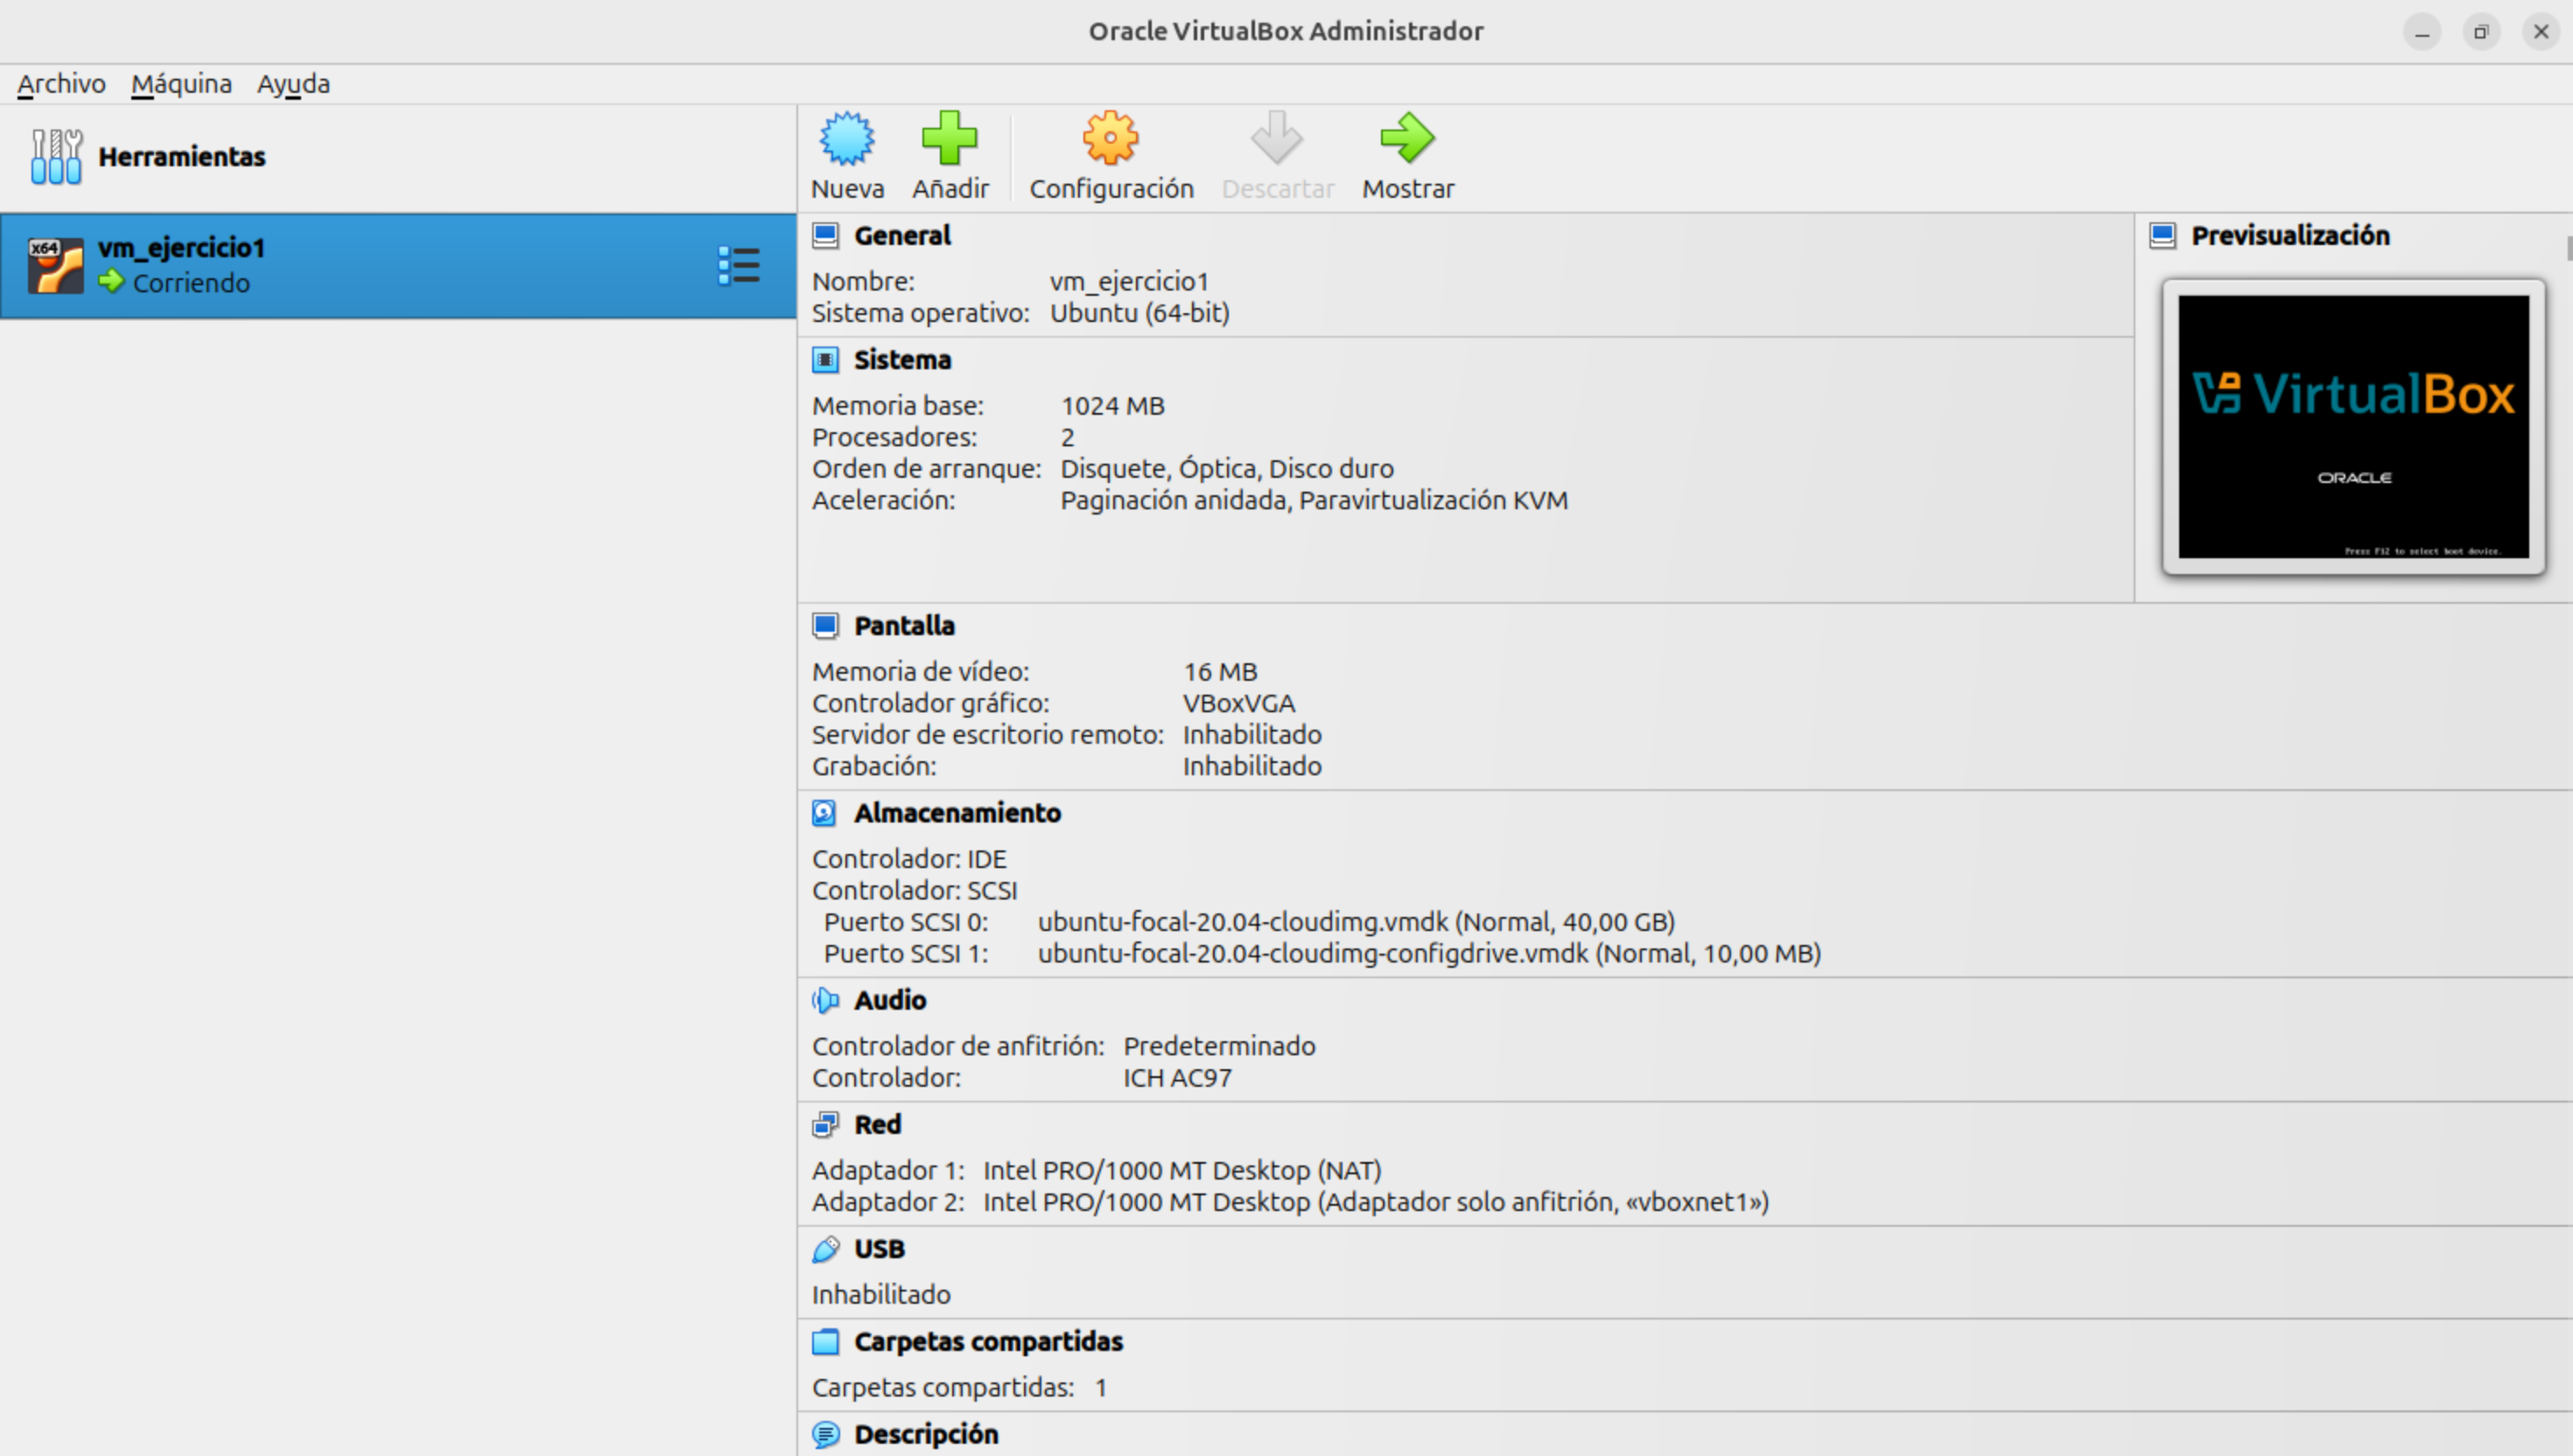 Oracle VirtualBox Administrador
Archivo Máquina Ayuda
Herramientas
Nueva Añadir Configuración Descartar Mostrar
x64
vm_ejercicio1
Corriendo
General
Nombre: vm_ejercicio1
Sistema operativo: Ubuntu (64-bit)
Previsualización
VirtualBox
ORACLE
Press F12 to select boot device.
Sistema
Memoria base: 1024 MB
Procesadores: 2
Orden de arranque: Disquete, Óptica, Disco duro
Aceleración: Paginación anidada, Paravirtualización KVM
Pantalla
Memoria de vídeo: 16 MB
Controlador gráfico: VBoxVGA
Servidor de escritorio remoto: Inhabilitado
Grabación: Inhabilitado
Almacenamiento
Controlador: IDE
Controlador: SCSI
Puerto SCSI 0: ubuntu-focal-20.04-cloudimg.vmdk (Normal, 40,00 GB)
Puerto SCSI 1: ubuntu-focal-20.04-cloudimg-configdrive.vmdk (Normal, 10,00 MB)
Audio
Controlador de anfitrión: Predeterminado
Controlador: ICH AC97
Red
Adaptador 1: Intel PRO/1000 MT Desktop (NAT)
Adaptador 2: Intel PRO/1000 MT Desktop (Adaptador solo anfitrión, «vboxnet1»)
USB
Inhabilitado
Carpetas compartidas
Carpetas compartidas: 1
Descripción